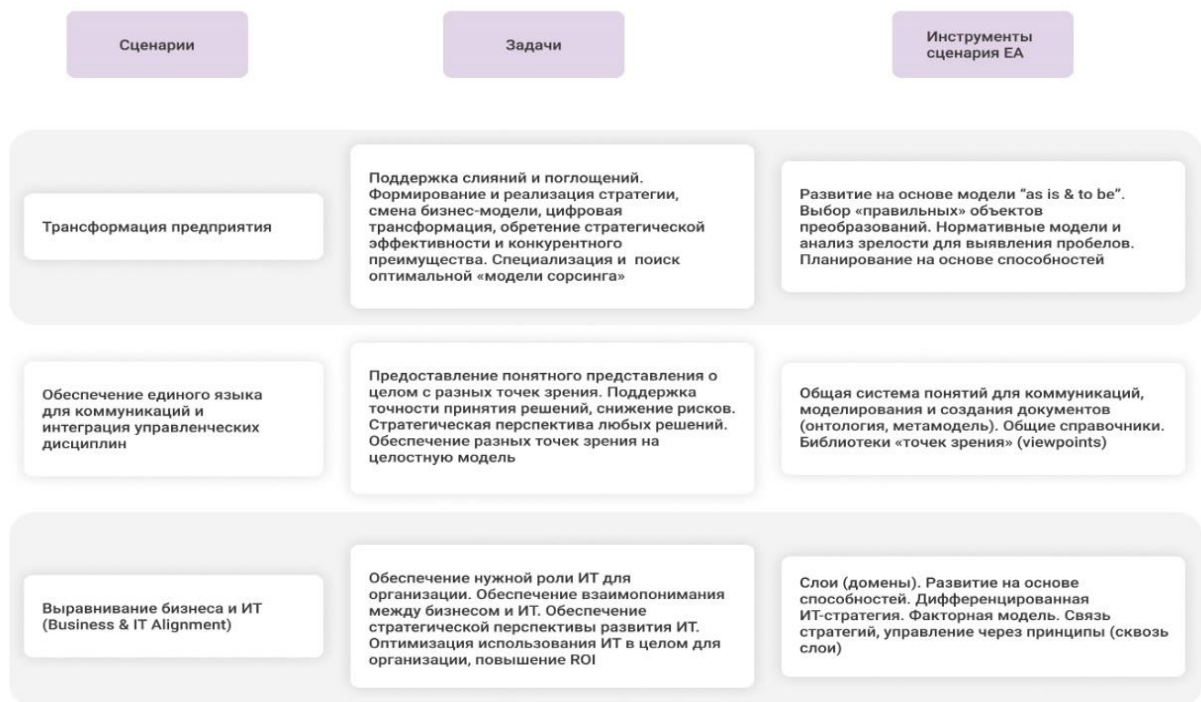 Сценарии
Задачи
Инструменты
сценария EA
Трансформация предприятия
Поддержка слияний и поглощений.
Формирование и реализация стратегии,
смена бизнес-модели, цифровая
трансформация, обретение стратегической
эффективности и конкурентного
преимущества. Специализация и поиск
оптимальной «модели сорсинга»
Развитие на основе модели “as is & to be”.
Выбор «правильных» объектов
преобразований. Нормативные модели и
анализ зрелости для выявления пробелов.
Планирование на основе способностей
Обеспечение единого языка
для коммуникаций и
интеграция управленческих
дисциплин
Предоставление понятного представления о
целом с разных точек зрения. Поддержка
точности принятия решений, снижение рисков.
Стратегическая перспектива любых решений.
Обеспечение разных точек зрения на
целостную модель
Общая система понятий для коммуникаций,
моделирования и создания документов
(онтология, метамодель). Общие справочники.
Библиотеки «точек зрения» (viewpoints)
Выравнивание бизнеса и ИТ
(Business & IT Alignment)
Обеспечение нужной роли ИТ для
организации. Обеспечение взаимопонимания
между бизнесом и ИТ. Обеспечение
стратегической перспективы развития ИТ.
Оптимизация использования ИТ в целом для
организации, повышение ROI
Слои (домены). Развитие на основе
способностей. Дифференцированная
ИТ-стратегия. Факторная модель. Связь
стратегий, управление через принципы (сквозь
слои)